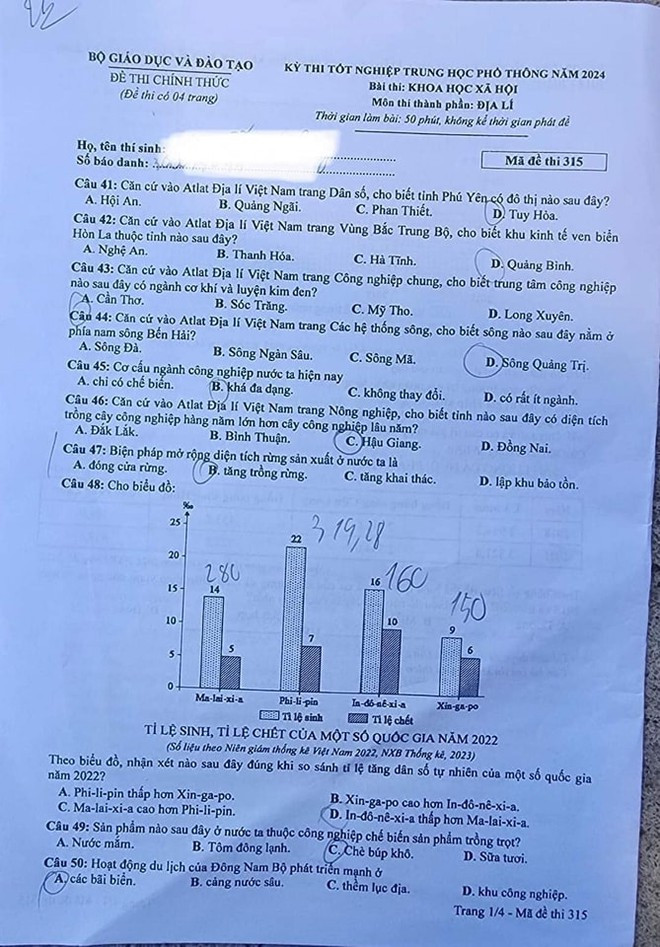 BỘ GIÁO DỤC VÀ ĐÀO TẠO
ĐỀ THI CHÍNH THỨC
(Đề thi có 04 trang)
KỲ THI TỐT NGHIỆP TRUNG HỌC PHỔ THÔNG NĂM 2024
Bài thi: KHOA HỌC XÃ HỘI
Môn thi thành phần: ĐỊA LÍ
Thời gian làm bài: 50 phút, không kể thời gian phát đề
Họ, tên thí sinh:
Số báo danh:
Mã đề thi 315
Câu 41: Căn cứ vào Atlat Địa lí Việt Nam trang Dân số, cho biết tỉnh Phú Yên có đô thị nào sau đây?
A. Hội An. B. Quảng Ngãi. C. Phan Thiết. D. Tuy Hòa.
Câu 42: Căn cứ vào Atlat Địa lí Việt Nam trang Vùng Bắc Trung Bộ, cho biết khu kinh tế ven biển
Hòn La thuộc tỉnh nào sau đây?
A. Nghệ An. B. Thanh Hóa. C. Hà Tĩnh. D. Quảng Bình.
Câu 43: Căn cứ vào Atlat Địa lí Việt Nam trang Công nghiệp chung, cho biết trung tâm công nghiệp
nào sau đây có ngành cơ khí và luyện kim đen?
A. Cần Thơ. B. Sóc Trăng. C. Mỹ Tho. D. Long Xuyên.
Câu 44: Căn cứ vào Atlat Địa lí Việt Nam trang Các hệ thống sông, cho biết sông nào sau đây nằm ở
phía nam sông Bến Hải?
A. Sông Đà. B. Sông Ngàn Sâu. C. Sông Mã. D. Sông Quảng Trị.
Câu 45: Cơ cấu ngành công nghiệp nước ta hiện nay
A. chỉ có chế biến. B. khá đa dạng. C. không thay đổi. D. có rất ít ngành.
Câu 46: Căn cứ vào Atlat Địa lí Việt Nam trang Nông nghiệp, cho biết tỉnh nào sau đây có diện tích
trồng cây công nghiệp hàng năm lớn hơn cây công nghiệp lâu năm?
A. Đắk Lắk. B. Bình Thuận. C. Hậu Giang. D. Đồng Nai.
Câu 47: Biện pháp mở rộng diện tích rừng sản xuất ở nước ta là
A. đóng cửa rừng. B. tăng trồng rừng. C. tăng khai thác. D. lập khu bảo tồn.
Câu 48: Cho biểu đồ:
‰
25
20
15
10
5
0
14 5 22 7 16 10 9 6
280 319,28 160 150
Ma-lai-xi-a Phi-li-pin In-đô-nê-xi-a Xin-ga-po
Tỉ lệ sinh Tỉ lệ chết
TỈ LỆ SINH, TỈ LỆ CHẾT CỦA MỘT SỐ QUỐC GIA NĂM 2022
(Số liệu theo Niên giám thống kê Việt Nam 2022, NXB Thống kê, 2023)
Theo biểu đồ, nhận xét nào sau đây đúng khi so sánh tỉ lệ tăng dân số tự nhiên của một số quốc gia
năm 2022?
A. Phi-li-pin thấp hơn Xin-ga-po. B. Xin-ga-po cao hơn In-đô-nê-xi-a.
C. Ma-lai-xi-a cao hơn Phi-li-pin. D. In-đô-nê-xi-a thấp hơn Ma-lai-xi-a.
Câu 49: Sản phẩm nào sau đây ở nước ta thuộc công nghiệp chế biến sản phẩm trồng trọt?
A. Nước mắm. B. Tôm đông lạnh. C. Chè búp khô. D. Sữa tươi.
Câu 50: Hoạt động du lịch của Đông Nam Bộ phát triển mạnh ở
A. các bãi biển. B. cảng nước sâu. C. thềm lục địa. D. khu công nghiệp.
Trang 1/4 - Mã đề thi 315